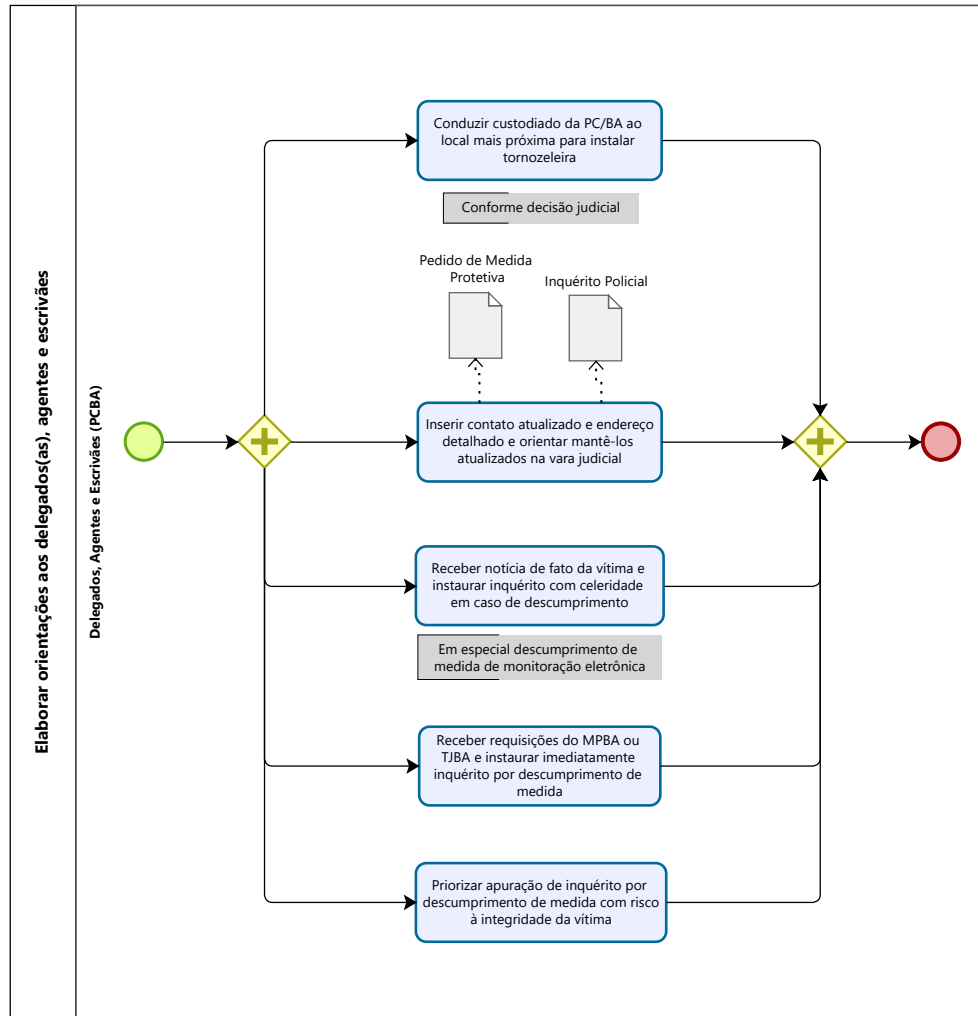 Elaborar orientações aos delegados(as), agentes e escrivães
Delegados, Agentes e Escrivães (PCBA)
Conduzir custodiado da PC/BA ao
local mais próxima para instalar
tornozeleira
Conforme decisão judicial
Pedido de Medida
Protetiva
Inquérito Policial
Inserir contato atualizado e endereço
detalhado e orientar mantê-los
atualizados na vara judicial
Receber notícia de fato da vítima e
instaurar inquérito com celeridade
em caso de descumprimento
Em especial descumprimento de
medida de monitoração eletrônica
Receber requisições do MPBA ou
TJBA e instaurar imediatamente
inquérito por descumprimento de
medida
Priorizar apuração de inquérito por
descumprimento de medida com risco
à integridade da vítima